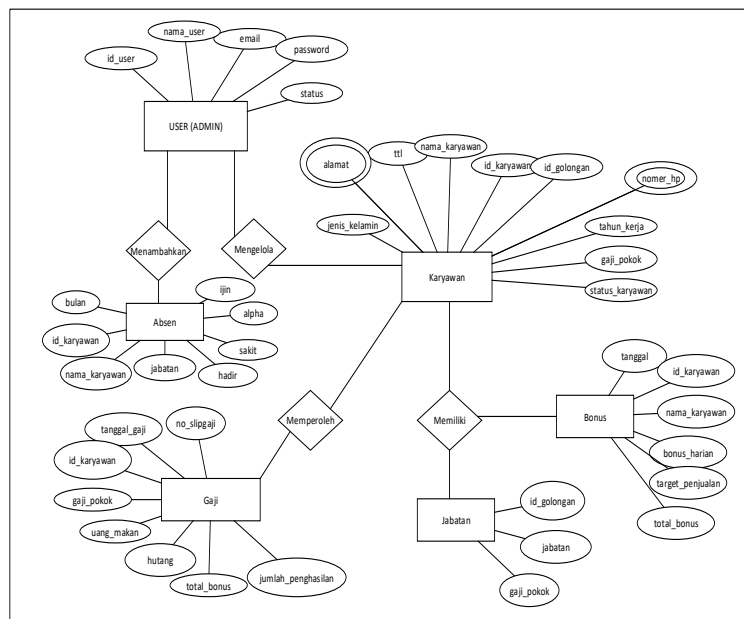 nama_user
email
id_user
password
status
USER (ADMIN)
alamat
ttl
nama_karyawan
id_karyawan
id_golongan
nomer_hp
jenis_kelamin
tahun_kerja
gaji_pokok
status_karyawan
Karyawan
Menambahkan
Mengelola
bulan
ijin
Absen
alpha
id_karyawan
sakit
nama_karyawan
jabatan
hadir
Memperoleh
Memiliki
tanggal
id_karyawan
Bonus
nama_karyawan
bonus_harian
target_penjualan
total_bonus
no_slipgaji
tanggal_gaji
id_karyawan
gaji_pokok
Gaji
uang_makan
hutang
total_bonus
jumlah_penghasilan
id_golongan
Jabatan
jabatan
gaji_pokok